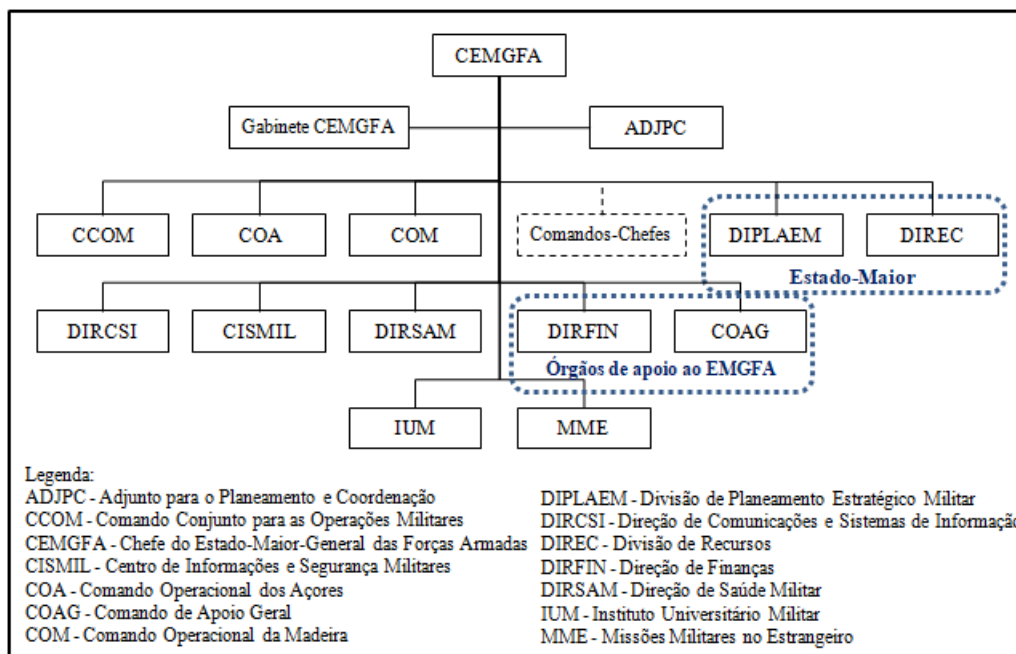 CEMGFA
Gabinete CEMGFA
ADJPC
CCOM
COA
COM
Comandos-Chefes
DIPLAEM
DIREC
Estado-Maior
DIRCSI
CISMIL
DIRSAM
DIRFIN
COAG
Órgãos de apoio ao EMGFA
IUM
MME
Legenda:
ADJPC - Adjunto para o Planeamento e Coordenação
CCOM - Comando Conjunto para as Operações Militares
CEMGFA - Chefe do Estado-Maior-General das Forças Armadas
CISMIL - Centro de Informações e Segurança Militares
COA - Comando Operacional dos Açores
COAG - Comando de Apoio Geral
COM - Comando Operacional da Madeira
DIPLAEM - Divisão de Planeamento Estratégico Militar
DIRCSI - Direção de Comunicações e Sistemas de Informação
DIREC - Divisão de Recursos
DIRFIN - Direção de Finanças
DIRSAM - Direção de Saúde Militar
IUM - Instituto Universitário Militar
MME - Missões Militares no Estrangeiro